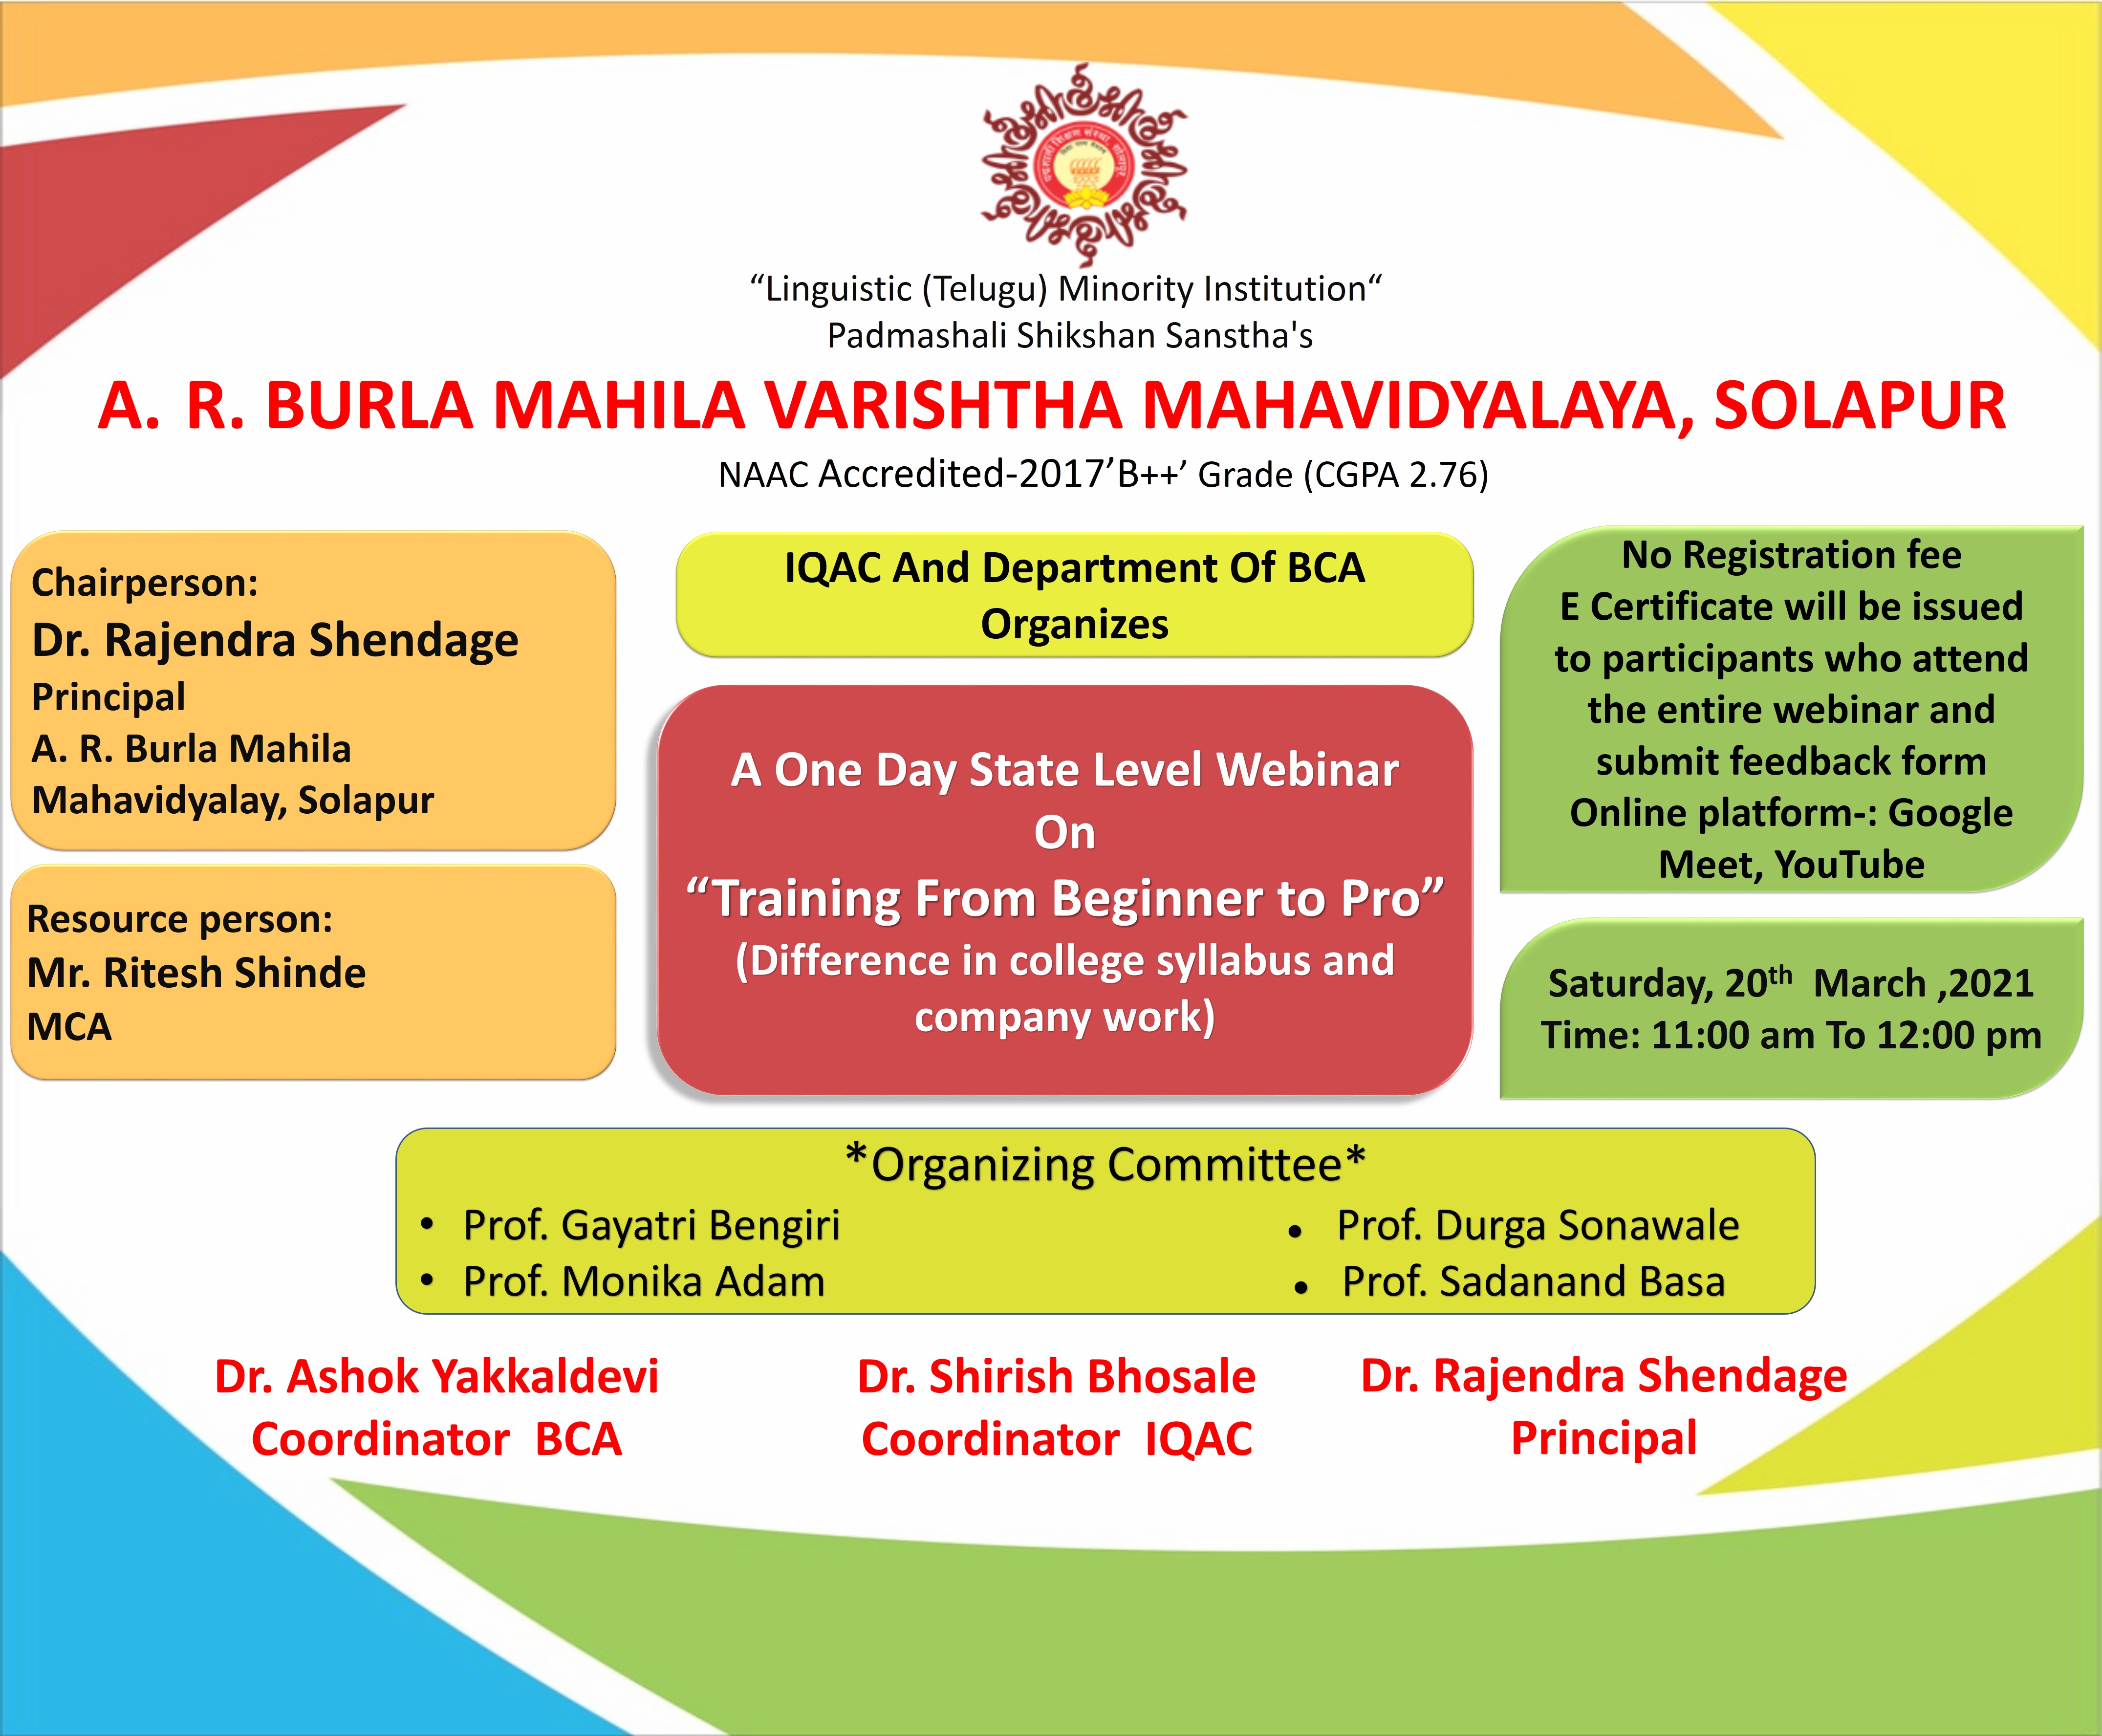 पद्मशाली शिक्षण संस्था, सोलापूर
“Linguistic (Telugu) Minority Institution“
Padmashali Shikshan Sanstha's
A. R. BURLA MAHILA VARISHTHA MAHAVIDYALAYA, SOLAPUR
NAAC Accredited-2017’B++’ Grade (CGPA 2.76)
Chairperson:
Dr. Rajendra Shendage
Principal
A. R. Burla Mahila
Mahavidyalay, Solapur
Resource person:
Mr. Ritesh Shinde
MCA
IQAC And Department Of BCA
Organizes
A One Day State Level Webinar
On
“Training From Beginner to Pro”
(Difference in college syllabus and
company work)
No Registration fee
E Certificate will be issued
to participants who attend
the entire webinar and
submit feedback form
Online platform-: Google
Meet, YouTube
Saturday, 20th March ,2021
Time: 11:00 am To 12:00 pm
*Organizing Committee*
• Prof. Gayatri Bengiri
• Prof. Monika Adam
• Prof. Durga Sonawale
• Prof. Sadanand Basa
Dr. Ashok Yakkaldevi
Coordinator BCA
Dr. Shirish Bhosale
Coordinator IQAC
Dr. Rajendra Shendage
Principal